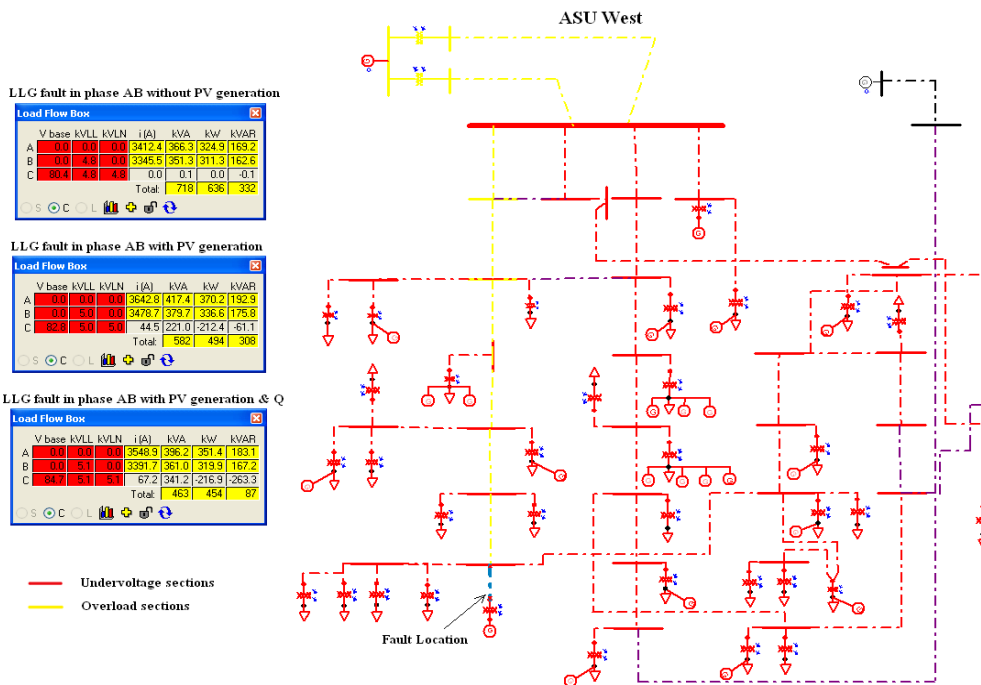 ASU West
LLG fault in phase AB without PV generation
Load Flow Box
V base kVLL kVLN i (A) kVA kW kVAR
A 0.0 0.0 0.0 3412.4 366.3 324.9 169.2
B 0.0 4.8 0.0 3345.5 351.3 311.3 162.6
C 80.4 4.8 4.8 0.0 0.1 0.0 -0.1
Total: 718 636 332
S C L
LLG fault in phase AB with PV generation
Load Flow Box
V base kVLL kVLN i (A) kVA kW kVAR
A 0.0 0.0 0.0 3642.8 417.4 370.2 192.9
B 0.0 5.0 0.0 3478.7 379.7 336.6 175.8
C 82.8 5.0 5.0 44.5 221.0 -212.4 -61.1
Total: 582 494 308
S C L
LLG fault in phase AB with PV generation & Q
Load Flow Box
V base kVLL kVLN i (A) kVA kW kVAR
A 0.0 0.0 0.0 3548.9 396.2 351.4 183.1
B 0.0 5.1 0.0 3391.7 361.0 319.9 167.2
C 84.7 5.1 5.1 67.2 341.2 -216.9 -263.3
Total: 463 454 87
S C L
Undervoltage sections
Overload sections
Fault Location